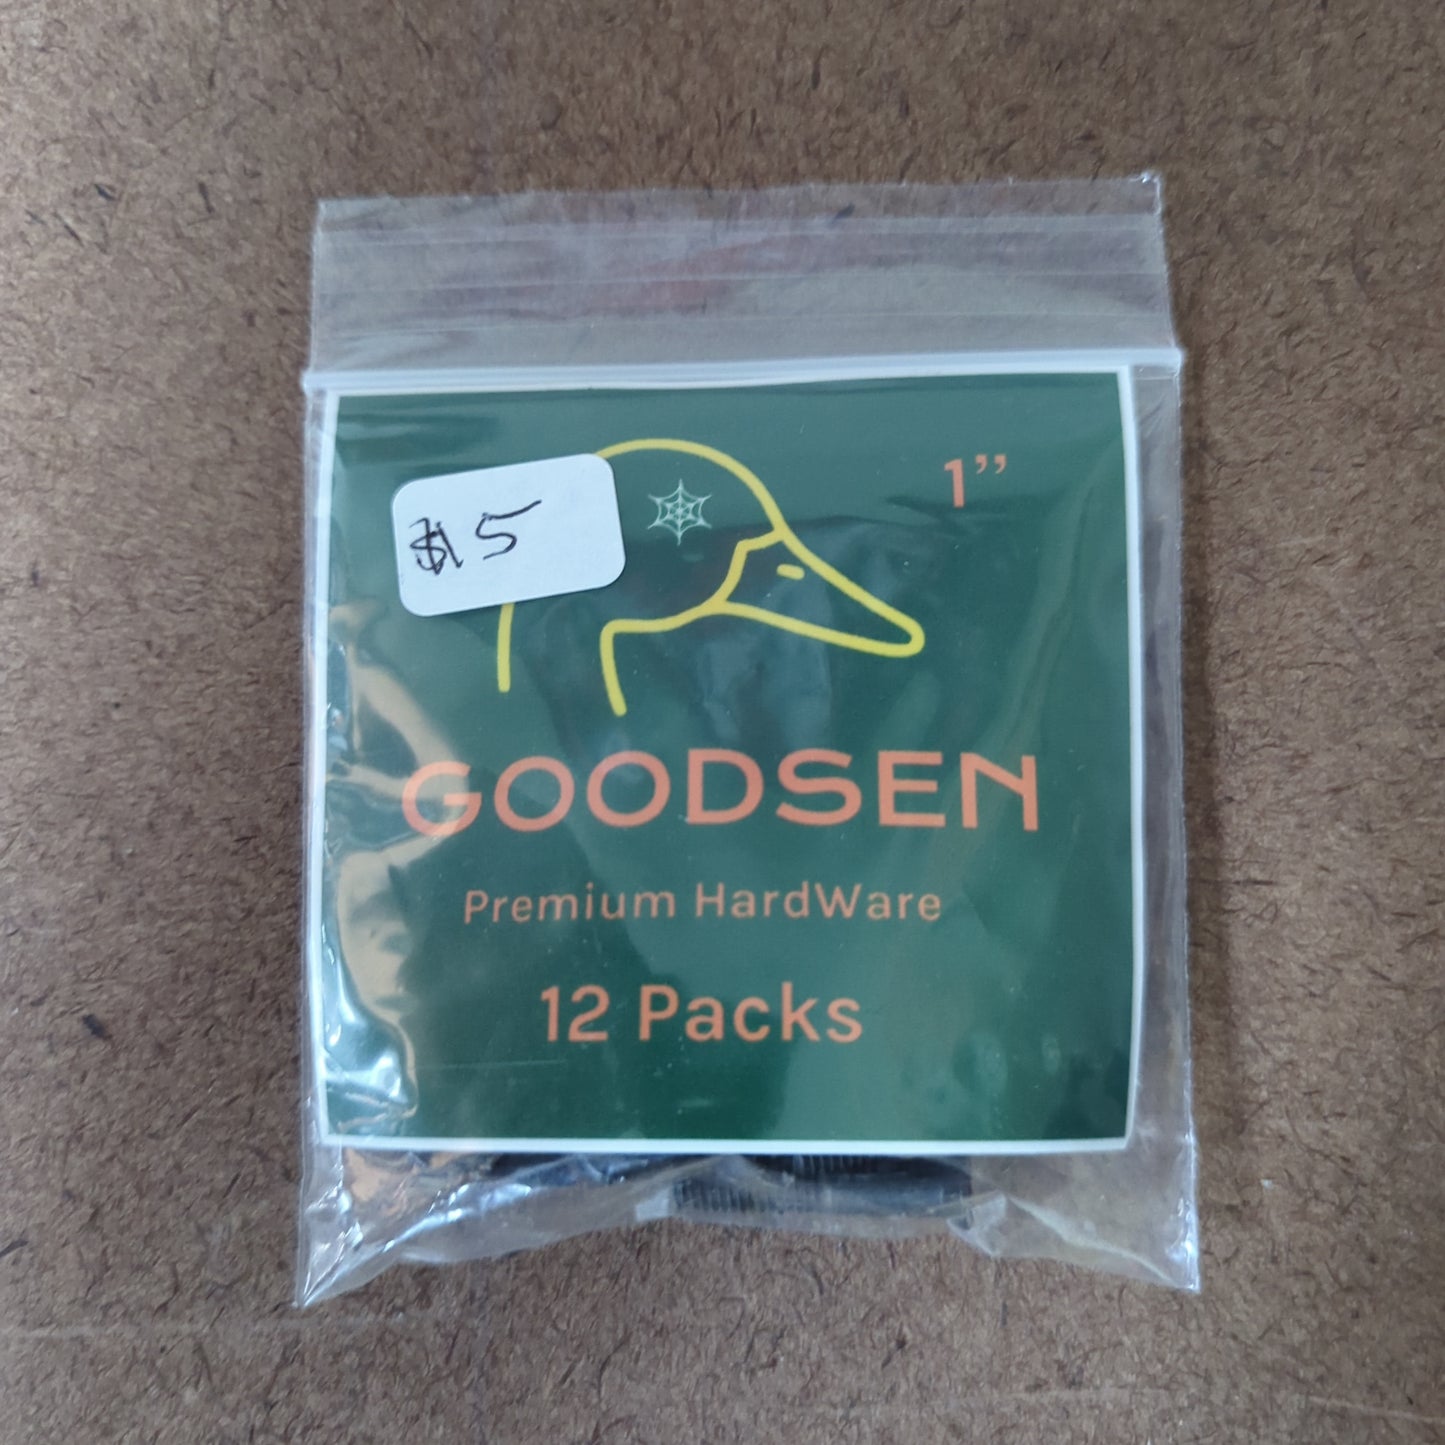 1”
$15
GOODSEN
Premium HardWare
12 Packs